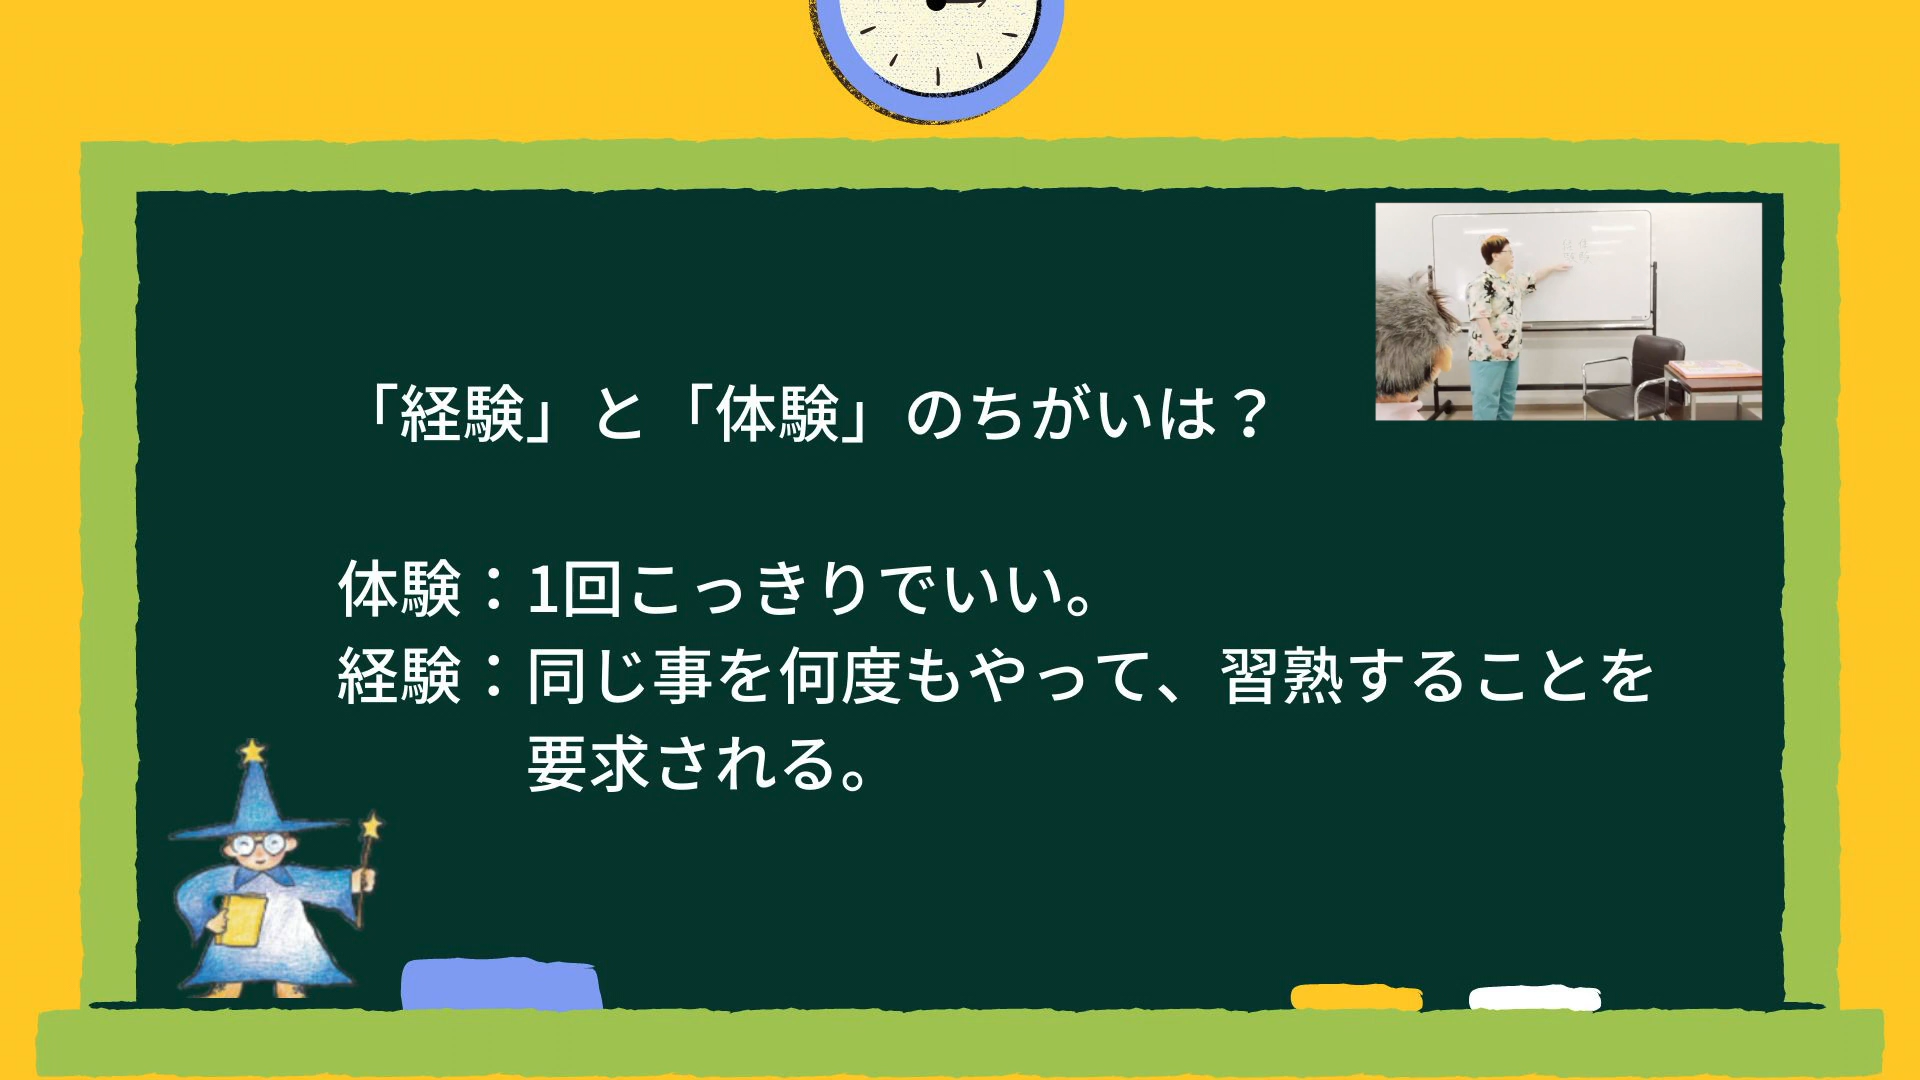 「経験」と「体験」のちがいは？
体験：1回こっきりでいい。
経験：同じ事を何度もやって、習熟することを
要求される。